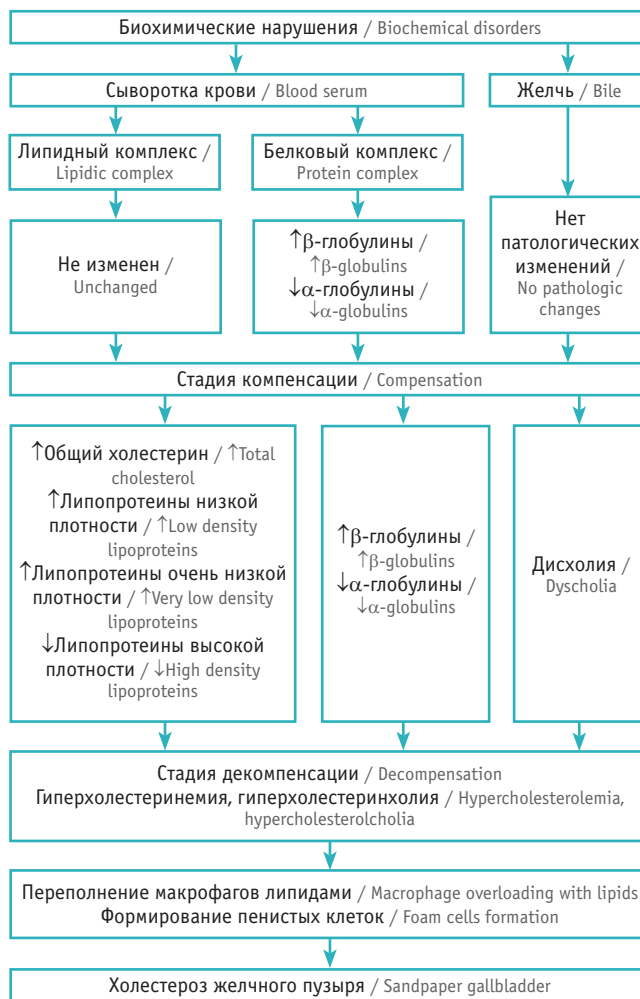 Биохимические нарушения / Biochemical disorders
Сыворотка крови / Blood serum
Желчь / Bile
Липидный комплекс /
Lipidic complex
Белковый комплекс /
Protein complex
Не изменен /
Unchanged
↑β-глобулины /
↑β-globulins
↓α-глобулины /
↓α-globulins
Нет
патологических
изменений /
No pathologic
changes
Стадия компенсации / Compensation
↑Общий холестерин / ↑Total
cholesterol
↑Липопротеины низкой
плотности / ↑Low density
lipoproteins
↑Липопротеины очень низкой
плотности / ↑Very low density
lipoproteins
↓Липопротеины высокой
плотности / ↓High density
lipoproteins
↑β-глобулины /
↑β-globulins
↓α-глобулины /
↓α-globulins
Дисхолия /
Dyscholia
Стадия декомпенсации / Decompensation
Гиперхолестеринемия, гиперхолестеринхолия / Hypercholesterolemia,
hypercholesterolcholia
Переполнение макрофагов липидами / Macrophage overloading with lipids
Формирование пенистых клеток / Foam cells formation
Холестероз желчного пузыря / Sandpaper gallbladder